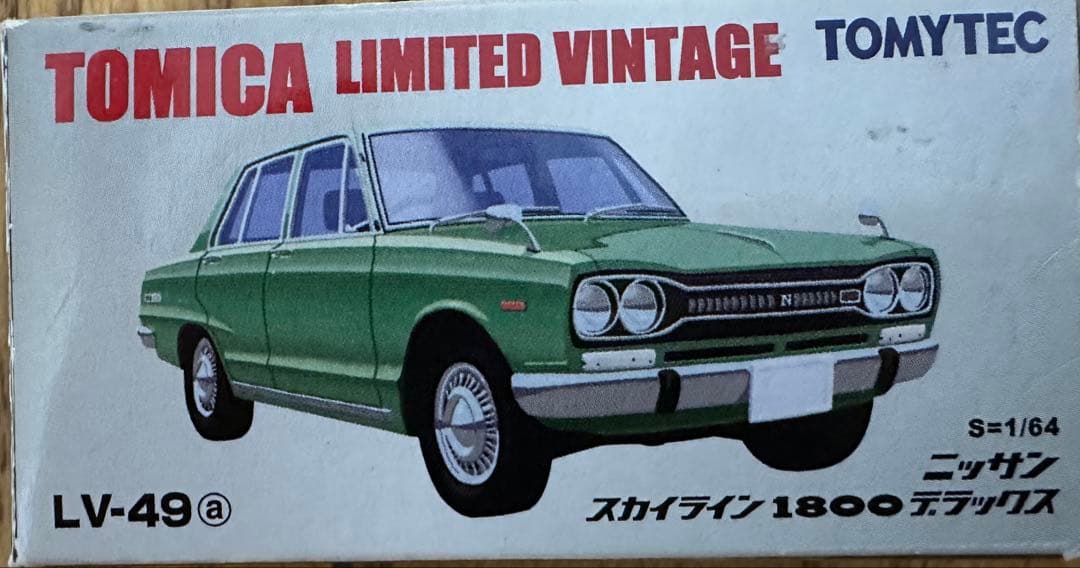 TOMICA LIMITED VINTAGE TOMYTEC
N
S=1/64
ニッサン
スカイライン 1800 デラックス
LV-49ⓐ